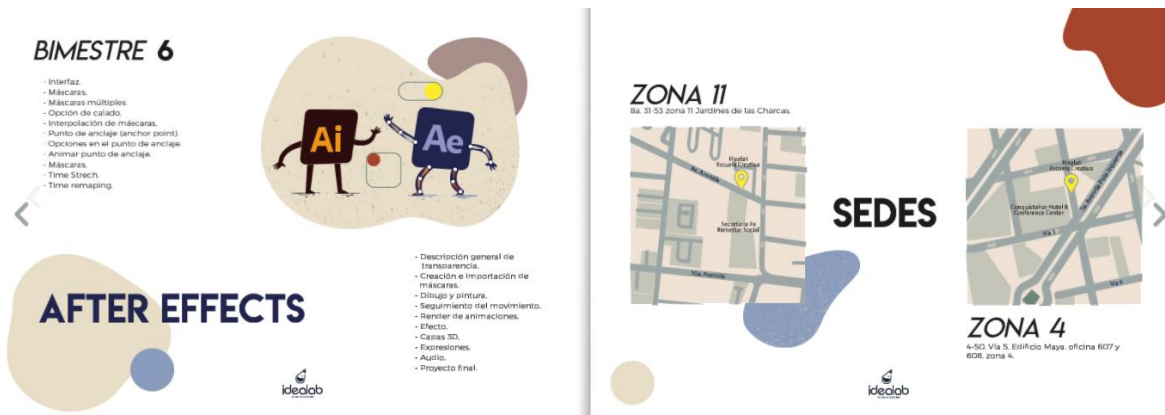 BIMESTRE 6
- Interfaz.
- Máscaras.
- Máscaras múltiples.
- Opción de calado.
- Interpolación de máscaras.
- Punto de anclaje (anchor point).
- Opciones en el punto de anclaje.
- Animar punto de anclaje.
- Máscaras.
- Time Strech.
- Time remaping.
Ai
Ae
AFTER EFFECTS
- Descripción general de
transparencia.
- Creación e importación de
máscaras.
- Dibujo y pintura.
- Seguimiento del movimiento.
- Render de animaciones.
- Efecto.
- Capas 3D.
- Expresiones.
- Audio.
- Proyecto final.
idealab
ZONA 11
8a. 31-53 zona 11 Jardines de las Charcas.
Escuela Creativa
8a. Avenida
Secretaría de
Bienestar Social
10a. Avenida
SEDES
Escuela Creativa
7a. Avenida
Conquistador Hotel &
Conference Center
Vía 5
Vía 6
ZONA 4
4-50, Vía 5, Edificio Maya, oficina 607 y
608, zona 4.
idealab